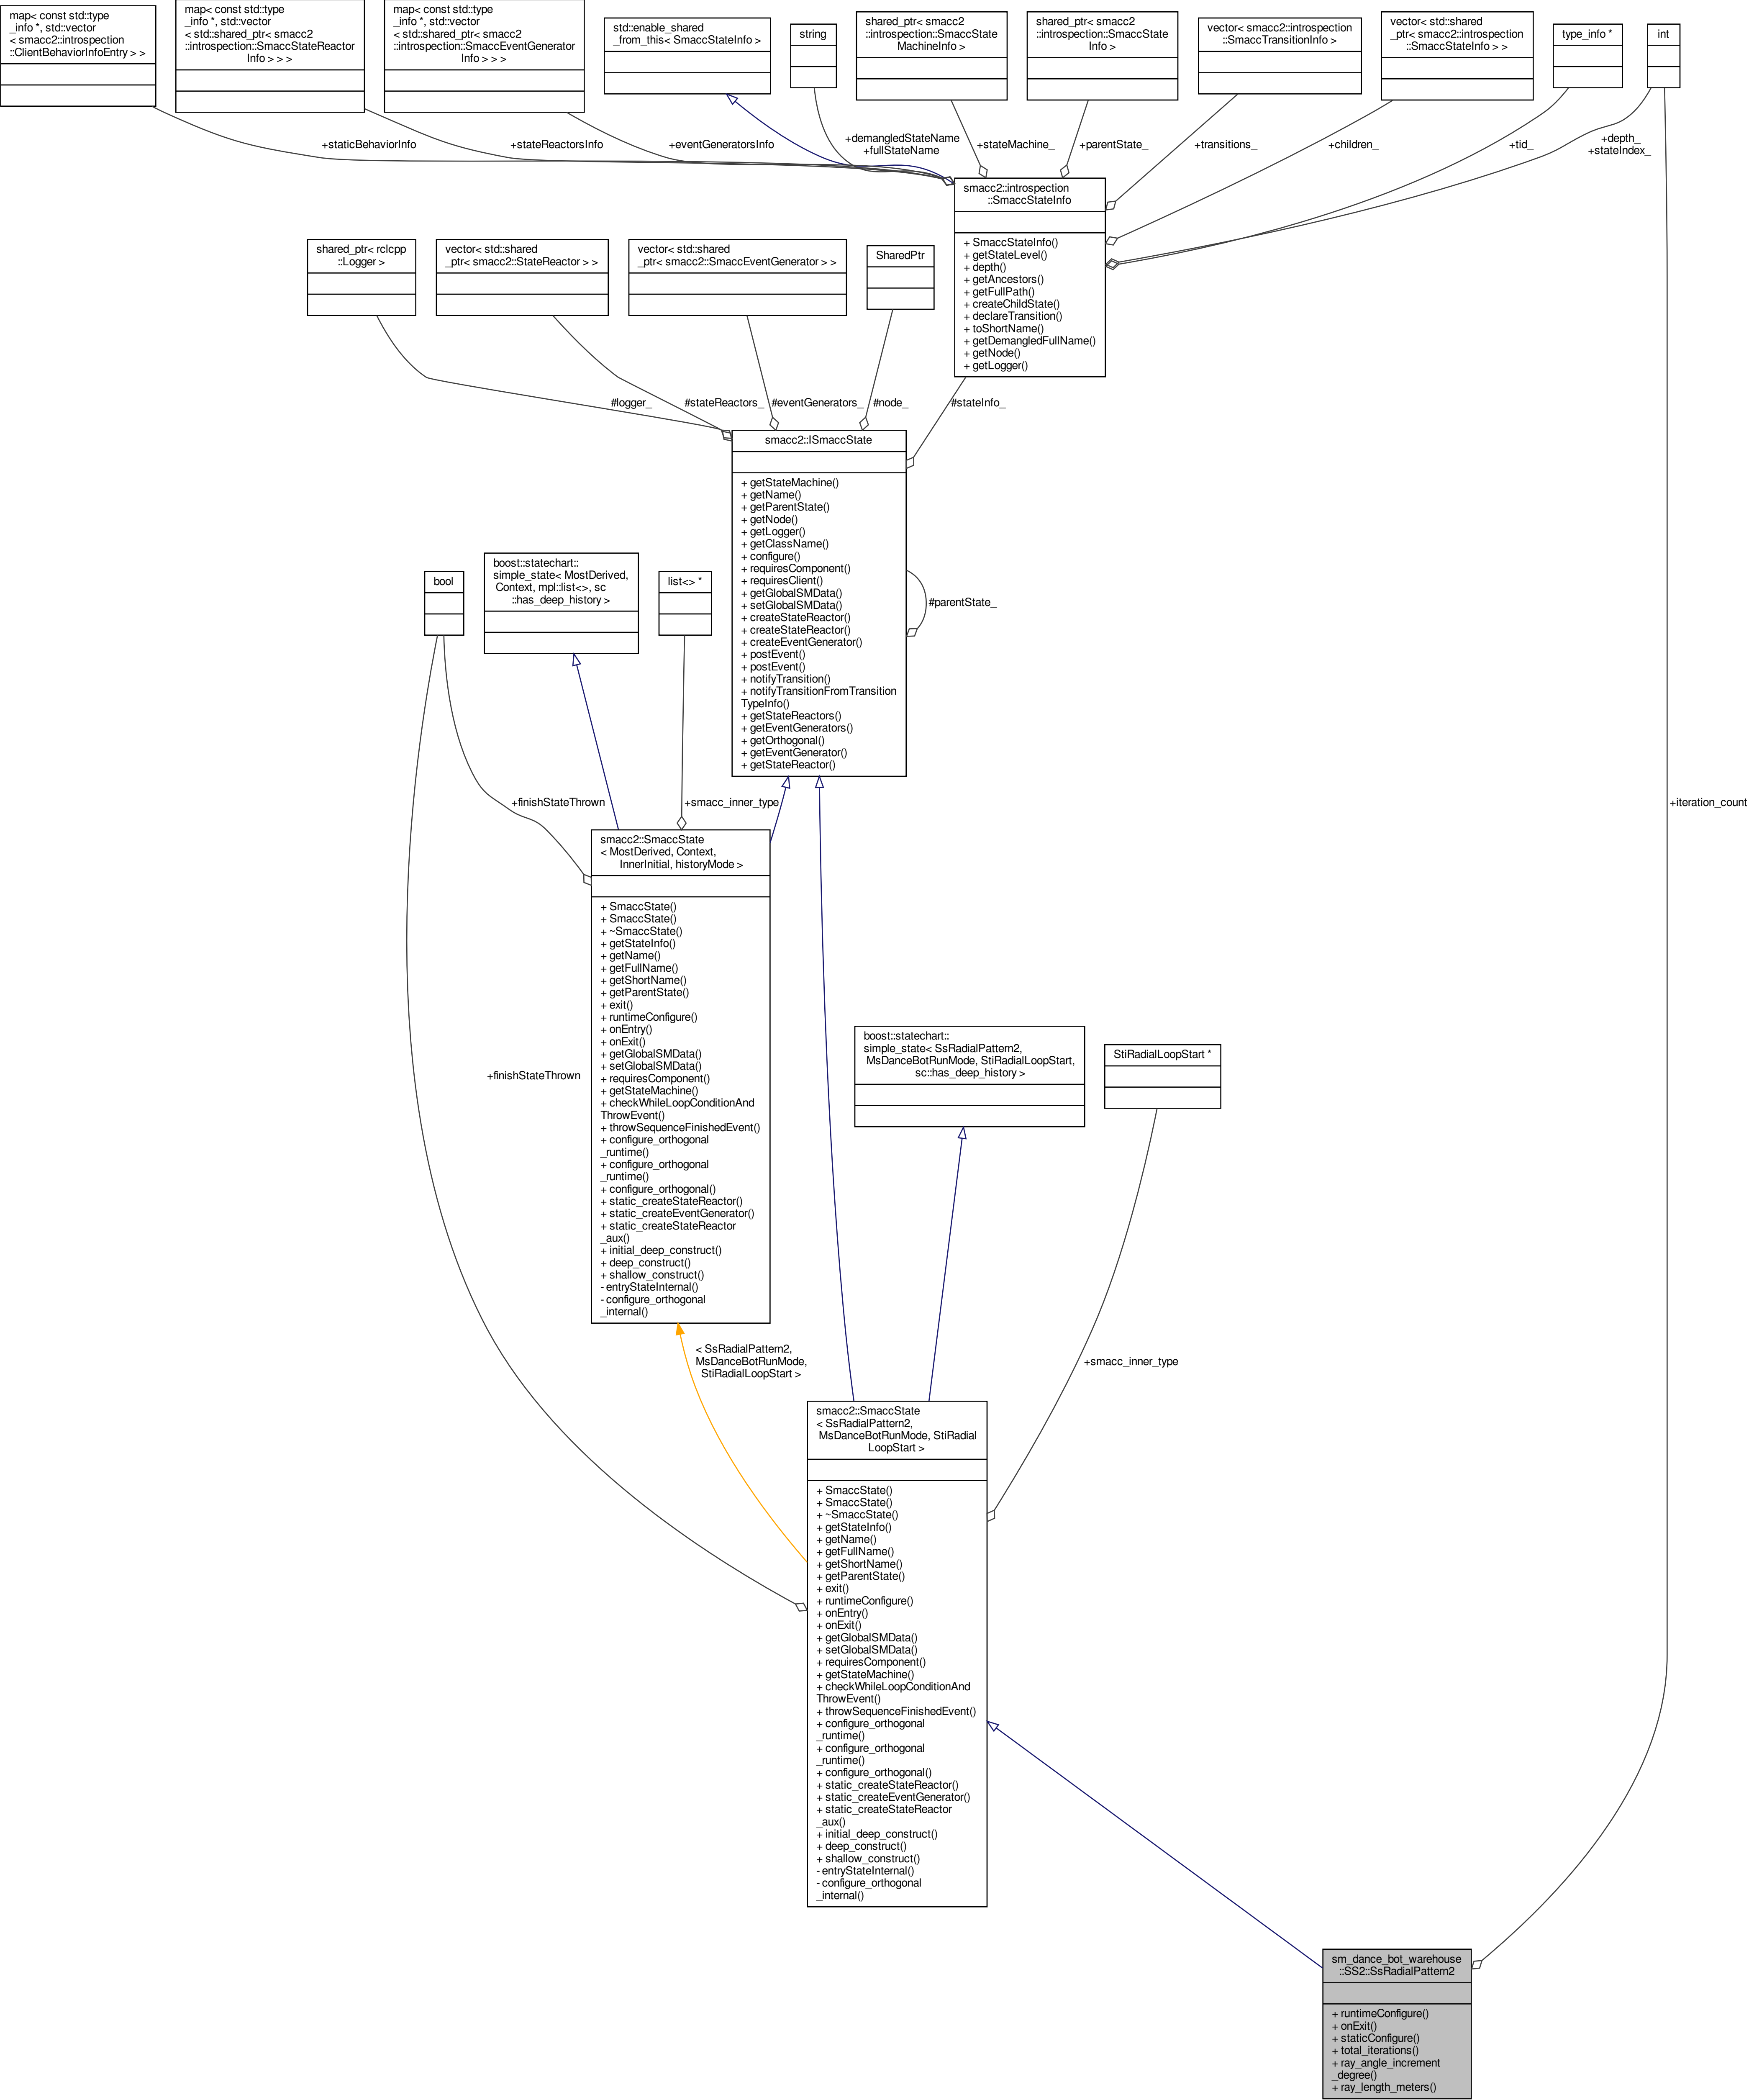 map< const std::type
_info *, std::vector
< smacc2::introspection
::ClientBehaviorInfoEntry > >
map< const std::type
_info *, std::vector
< std::shared_ptr< smacc2
::introspection::SmaccStateReactor
Info > > >
map< const std::type
_info *, std::vector
< std::shared_ptr< smacc2
::introspection::SmaccEventGenerator
Info > > >
std::enable_shared
_from_this< SmaccStateInfo >
string
shared_ptr< smacc2
::introspection::SmaccState
MachineInfo >
shared_ptr< smacc2
::introspection::SmaccState
Info >
vector< smacc2::introspection
::SmaccTransitionInfo >
vector< std::shared
_ptr< smacc2::introspection
::SmaccStateInfo > >
type_info *
int
+staticBehaviorInfo
+stateReactorsInfo
+eventGeneratorsInfo
+demangledStateName
+fullStateName
+stateMachine_
+parentState_
+transitions_
+children_
+tid_
+depth_
+stateIndex_
smacc2::introspection
::SmaccStateInfo
+ SmaccStateInfo()
+ getStateLevel()
+ depth()
+ getAncestors()
+ getFullPath()
+ createChildState()
+ declareTransition()
+ toShortName()
+ getDemangledFullName()
+ getNode()
+ getLogger()
shared_ptr< rclcpp
::Logger >
vector< std::shared
_ptr< smacc2::StateReactor > >
vector< std::shared
_ptr< smacc2::SmaccEventGenerator > >
SharedPtr
#logger_
#stateReactors_
#eventGenerators_
#node_
#stateInfo_
smacc2::ISmaccState
+ getStateMachine()
+ getName()
+ getParentState()
+ getNode()
+ getLogger()
+ getClassName()
+ configure()
+ requiresComponent()
+ requiresClient()
+ getGlobalSMData()
+ setGlobalSMData()
+ createStateReactor()
+ createStateReactor()
+ createEventGenerator()
+ postEvent()
+ postEvent()
+ notifyTransition()
+ notifyTransitionFromTransition
TypeInfo()
+ getStateReactors()
+ getEventGenerators()
+ getOrthogonal()
+ getEventGenerator()
+ getStateReactor()
#parentState_
bool
boost::statechart::
simple_state< MostDerived,
Context, mpl::list<>, sc
::has_deep_history >
list<> *
+finishStateThrown
+smacc_inner_type
+iteration_count
smacc2::SmaccState
< MostDerived, Context,
InnerInitial, historyMode >
+ SmaccState()
+ SmaccState()
+ ~SmaccState()
+ getStateInfo()
+ getName()
+ getFullName()
+ getShortName()
+ getParentState()
+ exit()
+ runtimeConfigure()
+ onEntry()
+ onExit()
+ getGlobalSMData()
+ setGlobalSMData()
+ requiresComponent()
+ getStateMachine()
+ checkWhileLoopConditionAnd
ThrowEvent()
+ throwSequenceFinishedEvent()
+ configure_orthogonal
_runtime()
+ configure_orthogonal
_runtime()
+ configure_orthogonal()
+ static_createStateReactor()
+ static_createEventGenerator()
+ static_createStateReactor
_aux()
+ initial_deep_construct()
+ deep_construct()
+ shallow_construct()
- entryStateInternal()
- configure_orthogonal
_internal()
+finishStateThrown
boost::statechart::
simple_state< SsRadialPattern2,
MsDanceBotRunMode, StiRadialLoopStart,
sc::has_deep_history >
StiRadialLoopStart *
< SsRadialPattern2,
MsDanceBotRunMode,
StiRadialLoopStart >
+smacc_inner_type
smacc2::SmaccState
< SsRadialPattern2,
MsDanceBotRunMode, StiRadial
LoopStart >
+ SmaccState()
+ SmaccState()
+ ~SmaccState()
+ getStateInfo()
+ getName()
+ getFullName()
+ getShortName()
+ getParentState()
+ exit()
+ runtimeConfigure()
+ onEntry()
+ onExit()
+ getGlobalSMData()
+ setGlobalSMData()
+ requiresComponent()
+ getStateMachine()
+ checkWhileLoopConditionAnd
ThrowEvent()
+ throwSequenceFinishedEvent()
+ configure_orthogonal
_runtime()
+ configure_orthogonal
_runtime()
+ configure_orthogonal()
+ static_createStateReactor()
+ static_createEventGenerator()
+ static_createStateReactor
_aux()
+ initial_deep_construct()
+ deep_construct()
+ shallow_construct()
- entryStateInternal()
- configure_orthogonal
_internal()
sm_dance_bot_warehouse
::SS2::SsRadialPattern2
+ runtimeConfigure()
+ onExit()
+ staticConfigure()
+ total_iterations()
+ ray_angle_increment
_degree()
+ ray_length_meters()